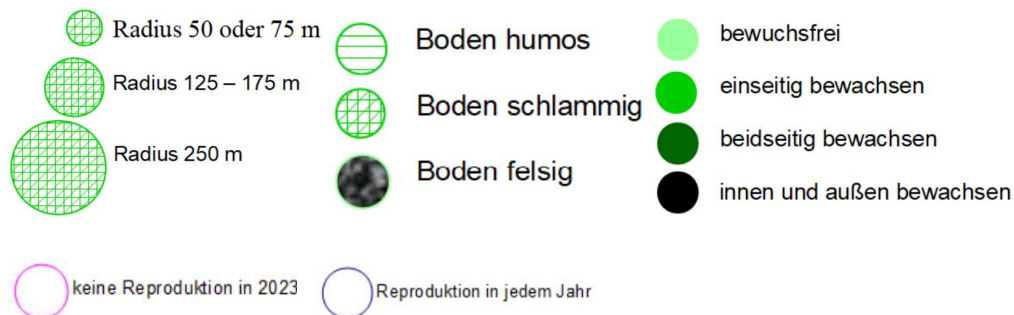 Radius 50 oder 75 m
Radius 125 – 175 m
Radius 250 m
Boden humos
Boden schlammig
Boden felsig
bewuchsfrei
einseitig bewachsen
beidseitig bewachsen
innen und außen bewachsen
keine Reproduktion in 2023
Reproduktion in jedem Jahr